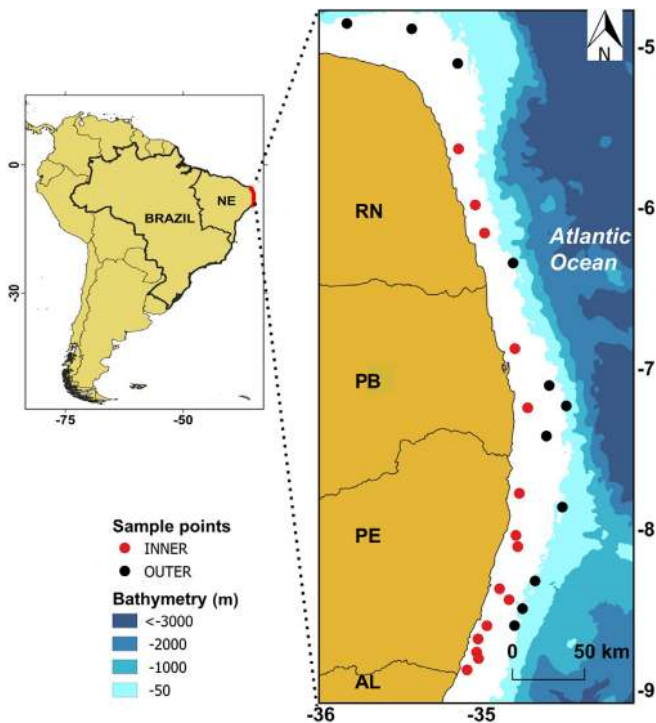 0
30
-75
-50
BRAZIL
NE
Sample points
INNER
OUTER
Bathymetry (m)
<-3000
-2000
-1000
-50
N
-5
-6
-7
-8
-9
RN
PB
PE
AL
Atlantic
Ocean
0
50 km
-36
-35